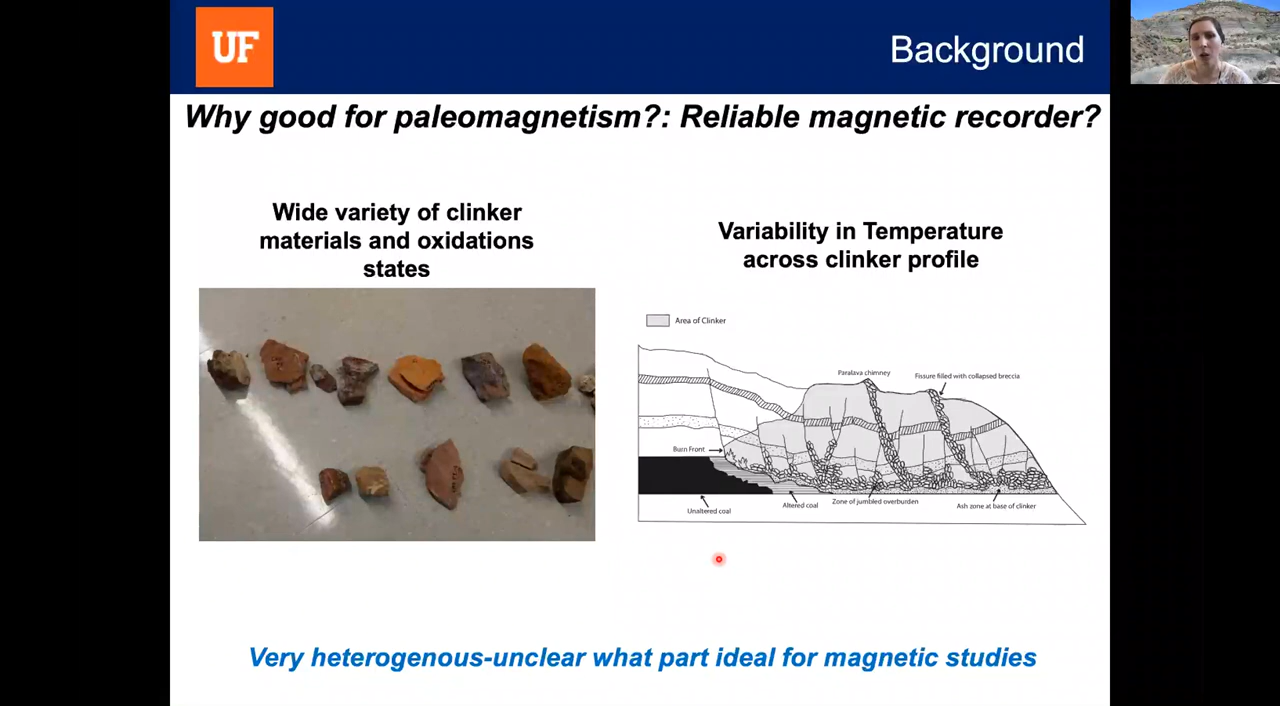 UF
Background
Why good for paleomagnetism?: Reliable magnetic recorder?
Wide variety of clinker
materials and oxidations
states
Variability in Temperature
across clinker profile
Area of Clinker
Paralava chimney
Fissure filled with collapsed breccia
Burn Front
Unaltered coal
Altered coal
Zone of jumbled overburden
Ash zone at base of clinker
Very heterogenous-unclear what part ideal for magnetic studies